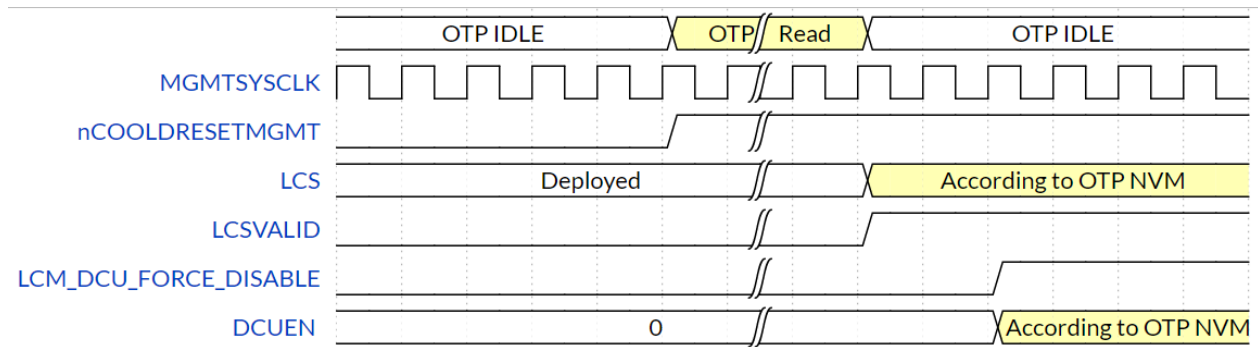 OTP IDLE OTP Read OTP IDLE
MGMTSYSCLK
nCOOLDRESETMGMT
LCS Deployed According to OTP NVM
LCSVALID
LCM_DCU_FORCE_DISABLE
DCUEN 0 According to OTP NVM